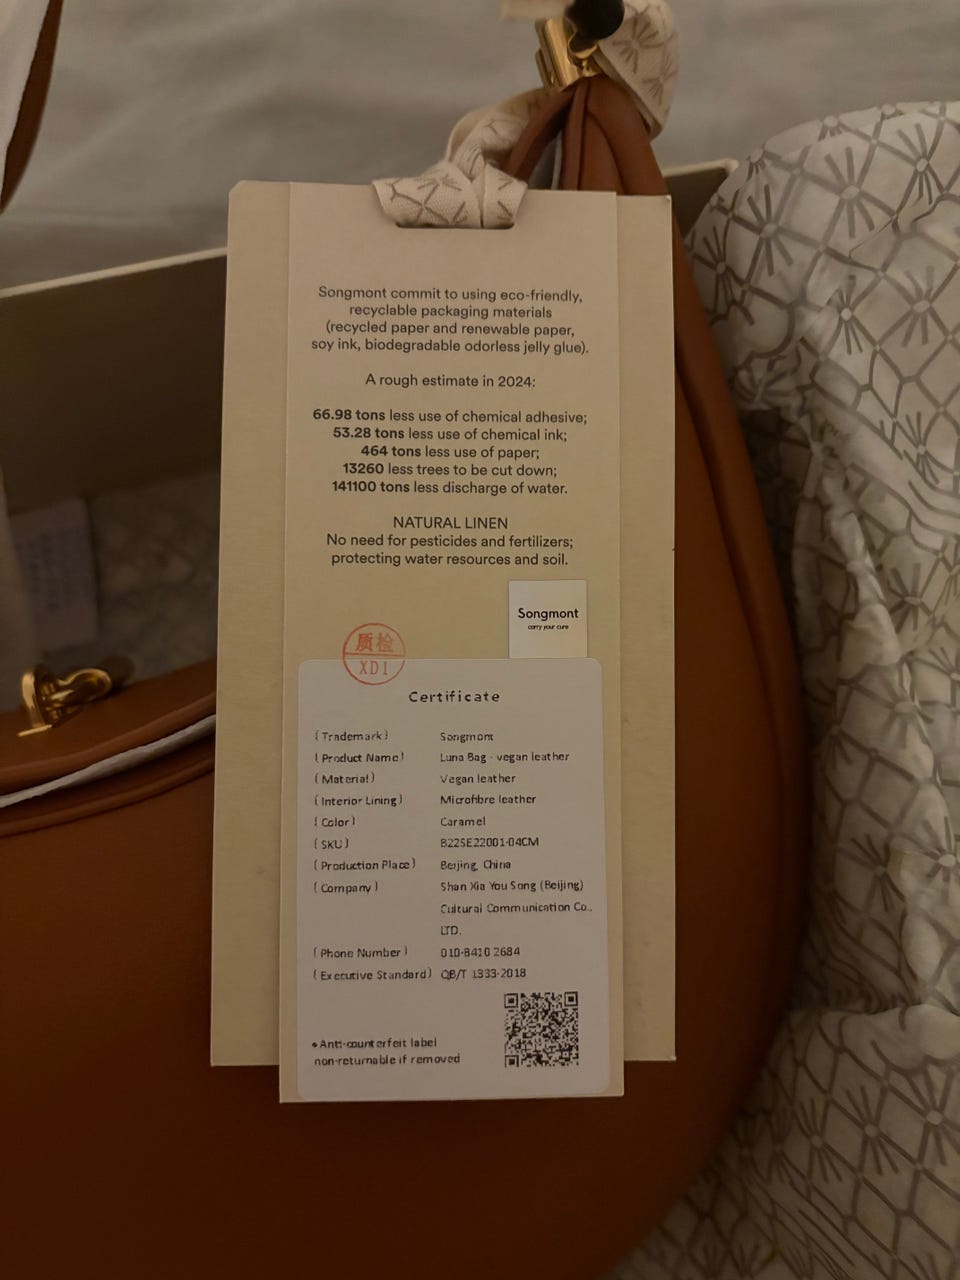 Songmont commit to using eco-friendly,
recyclable packaging materials
(recycled paper and renewable paper,
soy ink, biodegradable odorless jelly glue).
A rough estimate in 2024:
66.98 tons less use of chemical adhesive;
53.28 tons less use of chemical ink;
464 tons less use of paper;
13260 less trees to be cut down;
141100 tons less discharge of water.
NATURAL LINEN
No need for pesticides and fertilizers;
protecting water resources and soil.
Songmont
carry your cure
质检
XD1
Certificate
(Trademark) Songmont
(Product Name) Luna Bag - vegan leather
(Material) Vegan leather
(Interior Lining) Microfibre leather
(Color) Caramel
(SKU) B22SE22001-04CM
(Production Place) Beijing, China
(Company) Shan Xia You Song (Beijing)
Cultural Communication Co.,
LTD.
(Phone Number) 010-8410 2684
(Executive Standard) QB/T 1333-2018
•Anti-counterfeit label
non-returnable if removed